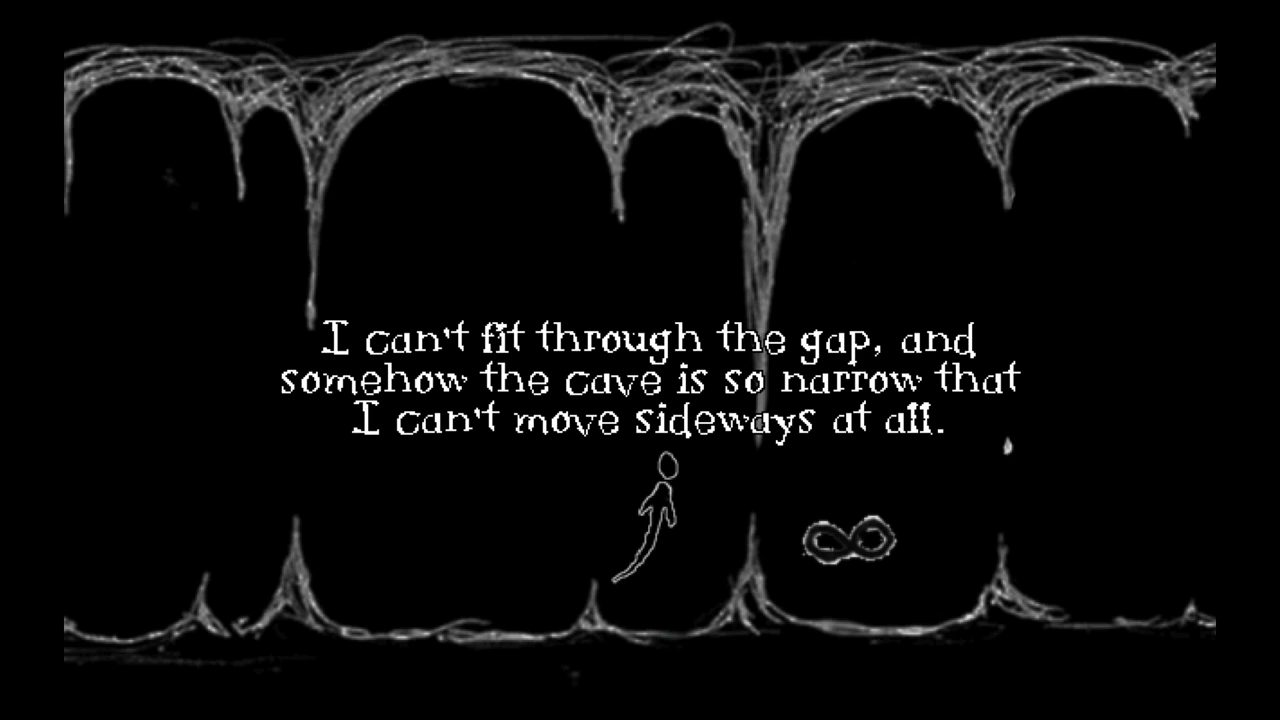 I can't fit through the gap, and
somehow the cave is so narrow that
I can't move sideways at all.